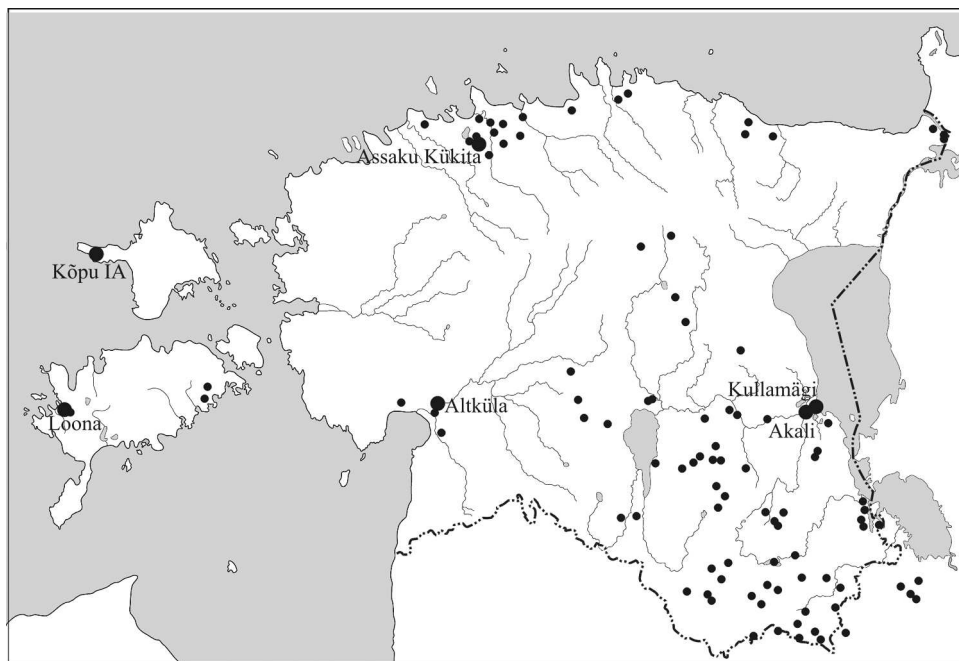 Assaku Kükita
Kõpu IA
Kullamägi
Altküla
Loona
Akali